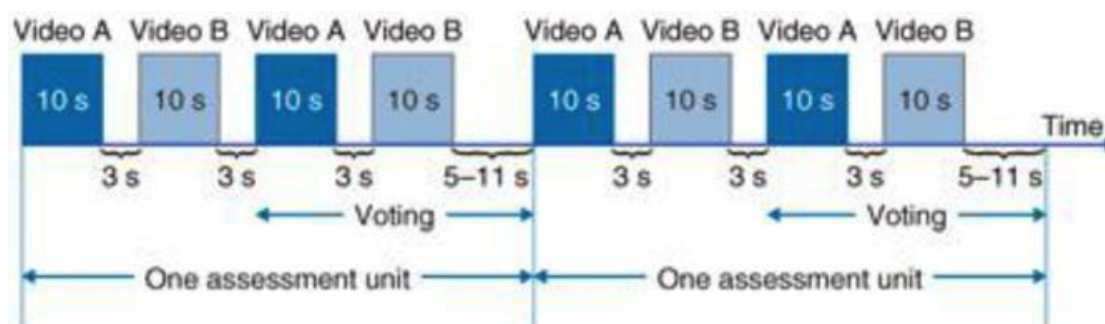 Video A Video B Video A Video B Video A Video B Video A Video B
10 s 10 s 10 s 10 s 10 s 10 s 10 s 10 s
Time
3 s 3 s 3 s 5–11 s 3 s 3 s 3 s 5–11 s
Voting Voting
One assessment unit One assessment unit